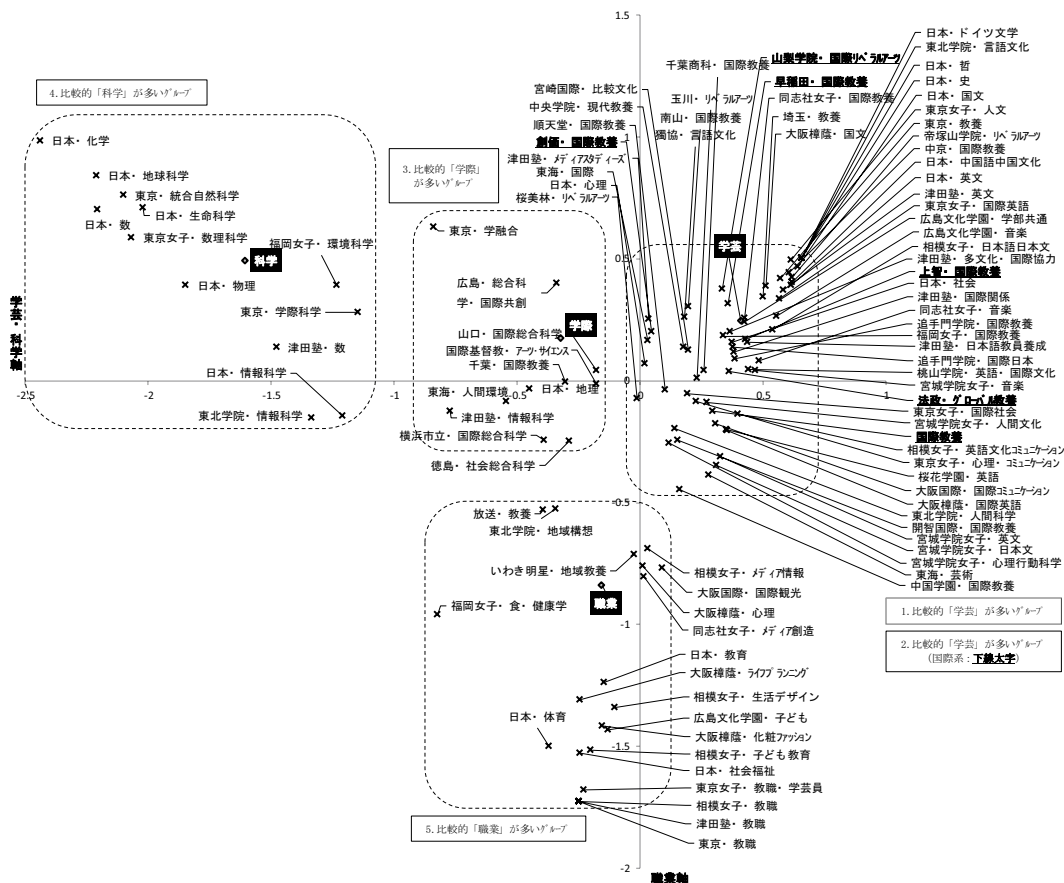 4.比較的「科学」が多いグループ
3.比較的「学際」
が多いグループ
1.比較的「学芸」が多いグループ
2.比較的「学芸」が多いグループ
(国際系：下線太字)
5.比較的「職業」が多いグループ
学芸・科学軸
職業軸
1.5
1
0.5
0
-0.5
-1
-1.5
-2
-2.5
-2
-1.5
-1
-0.5
0
0.5
1
科学
学際
学芸
職業
日本・化学
日本・地球科学
東京・統合自然科学
日本・生命科学
日本・数
東京女子・数理科学
福岡女子・環境科学
日本・物理
東京・学際科学
津田塾・数
日本・情報科学
東北学院・情報科学
東京・学融合
広島・総合科
学・国際共創
山口・国際総合科学
国際基督教・アーツ・サイエンス
千葉・国際教養
東海・人間環境
日本・地理
津田塾・情報科学
横浜市立・国際総合科学
徳島・社会総合科学
宮崎国際・比較文化
中央学院・現代教養
順天堂・国際教養
創価・国際教養
津田塾・メディアスタディーズ
東海・国際
日本・心理
桜美林・リベラルアーツ
千葉商科・国際教養
玉川・リベラルアーツ
南山・国際教養
獨協・言語文化
山梨学院・国際リベラルアーツ
早稲田・国際教養
同志社女子・国際教養
埼玉・教養
大阪樟蔭・国文
日本・ドイツ文学
東北学院・言語文化
日本・哲
日本・史
日本・国文
東京女子・人文
東京・教養
帝塚山学院・リベラルアーツ
中京・国際教養
日本・中国語中国文化
日本・英文
津田塾・英文
東京女子・国際英語
広島文化学園・学部共通
広島文化学園・音楽
相模女子・日本語日本文
津田塾・多文化・国際協力
上智・国際教養
日本・社会
津田塾・国際関係
同志社女子・音楽
追手門学院・国際教養
福岡女子・国際教養
津田塾・日本語教員養成
追手門学院・国際日本
桃山学院・英語・国際文化
宮城学院女子・音楽
法政・グローバル教養
東京女子・国際社会
宮城学院女子・人間文化
国際教養
相模女子・英語文化コミュニケーション
東京女子・心理・コミュニケーション
桜花学園・英語
大阪国際・国際コミュニケーション
大阪樟蔭・国際英語
東北学院・人間科学
開智国際・国際教養
宮城学院女子・英文
宮城学院女子・日本文
宮城学院女子・心理行動科学
東海・芸術
中国学園・国際教養
放送・教養
東北学院・地域構想
いわき明星・地域教養
福岡女子・食・健康学
相模女子・メディア情報
大阪国際・国際観光
大阪樟蔭・心理
同志社女子・メディア創造
日本・教育
大阪樟蔭・ライフプランニング
相模女子・生活デザイン
日本・体育
広島文化学園・子ども
大阪樟蔭・化粧ファッション
相模女子・子ども教育
日本・社会福祉
東京女子・教職・学芸員
相模女子・教職
津田塾・教職
東京・教職